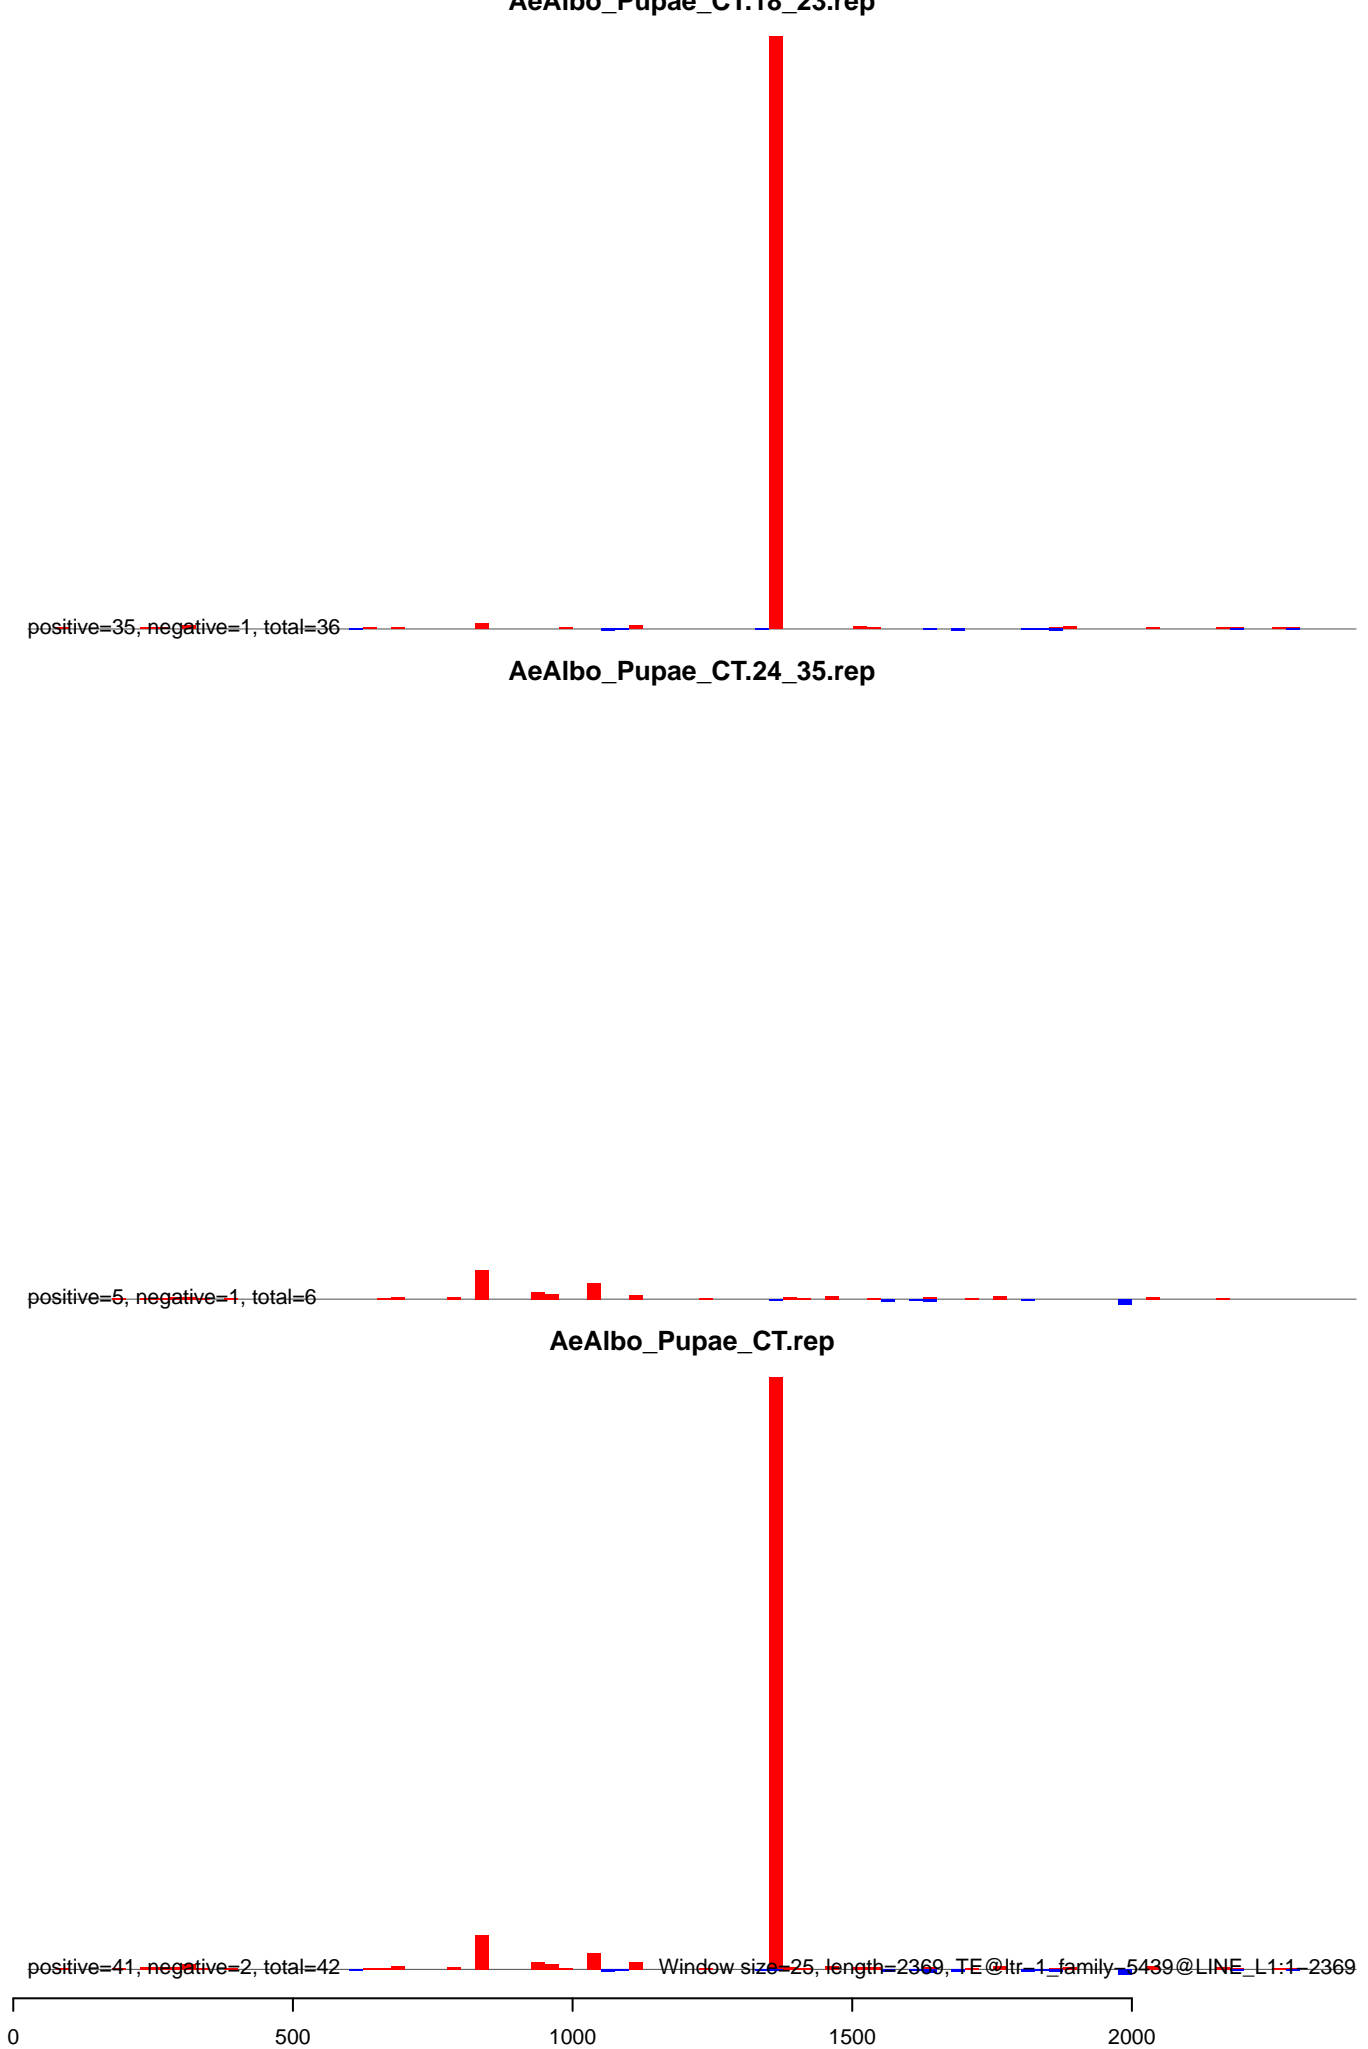 AeAlbo_Pupae_CT.18_23.rep
positive=35, negative=1, total=36
AeAlbo_Pupae_CT.24_35.rep
positive=5, negative=1, total=6
AeAlbo_Pupae_CT.rep
positive=41, negative=2, total=42
Window size=25, length=2369, TE@ltr−1_family−5439@LINE_L1:1−2369
0 500 1000 1500 2000